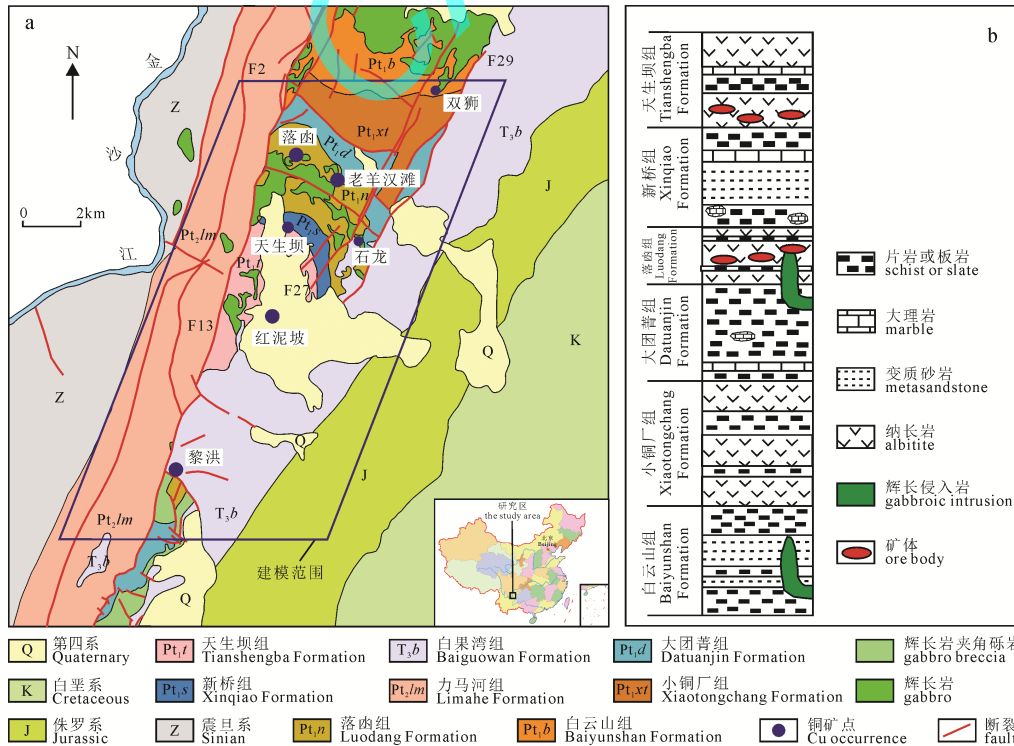 a
N
金
沙
江
0 2km
Z
Z
F2
F29
F13
F27
Pt₁b
双狮
Pt₁xt
T₃b
落凼
Pt₁d
老羊汉滩
Pt₁n
J
Pt₁s
天生坝
石龙
Pt₂lm
Pt₁t
红泥坡
Q
K
Q
黎洪
J
T₃b
Pt₂lm
T₃b
Q
建模范围
研究区
the study area
北京
Beijing
b
天生坝组
Tianshengba
Formation
新桥组
Xinqiao
Formation
落凼组
Luodang
Formation
大团菁组
Datuanjin
Formation
小铜厂组
Xiaotongchang
Formation
白云山组
Baiyunshan
Formation
片岩或板岩
schist or slate
大理岩
marble
变质砂岩
metasandstone
纳长岩
albitite
辉长侵入岩
gabbroic intrusion
矿体
ore body
Q 第四系
Quaternary
Pt₁t 天生坝组
Tianshengba Formation
T₃b 白果湾组
Baiguowan Formation
Pt₁d 大团菁组
Datuanjin Formation
辉长岩夹角砾岩
gabbro breccia
K 白垩系
Cretaceous
Pt₁s 新桥组
Xinqiao Formation
Pt₂lm 力马河组
Limahe Formation
Pt₁xt 小铜厂组
Xiaotongchang Formation
辉长岩
gabbro
J 侏罗系
Jurassic
Z 震旦系
Sinian
Pt₁n 落凼组
Luodang Formation
Pt₁b 白云山组
Baiyunshan Formation
铜矿点
Cu occurrence
断裂
fault